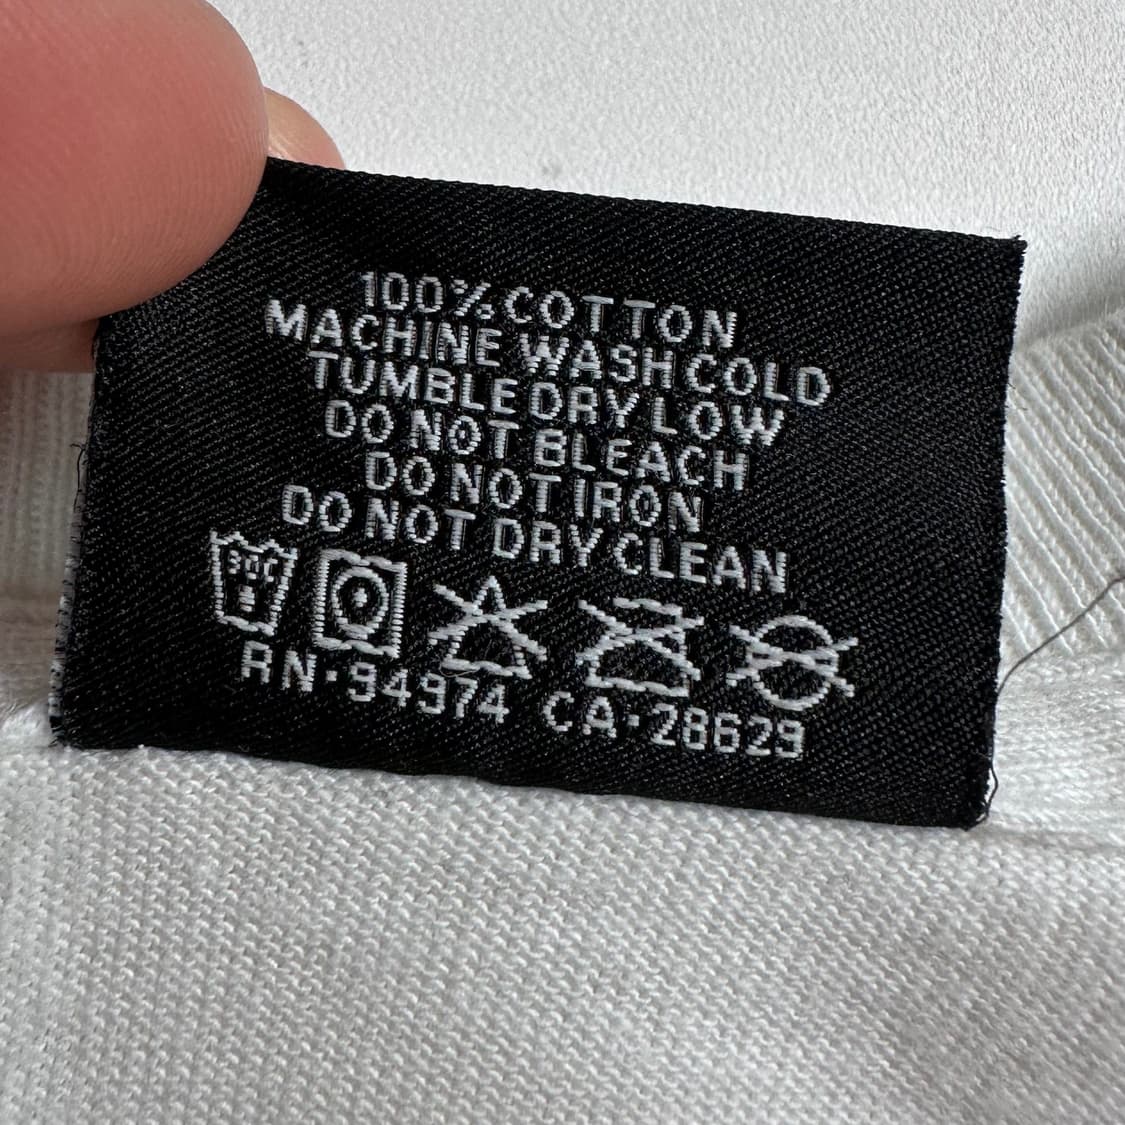 100% COTTON
MACHINE WASH COLD
TUMBLE DRY LOW
DO NOT BLEACH
DO NOT IRON
DO NOT DRY CLEAN
30C
RN·94974 CA·28629